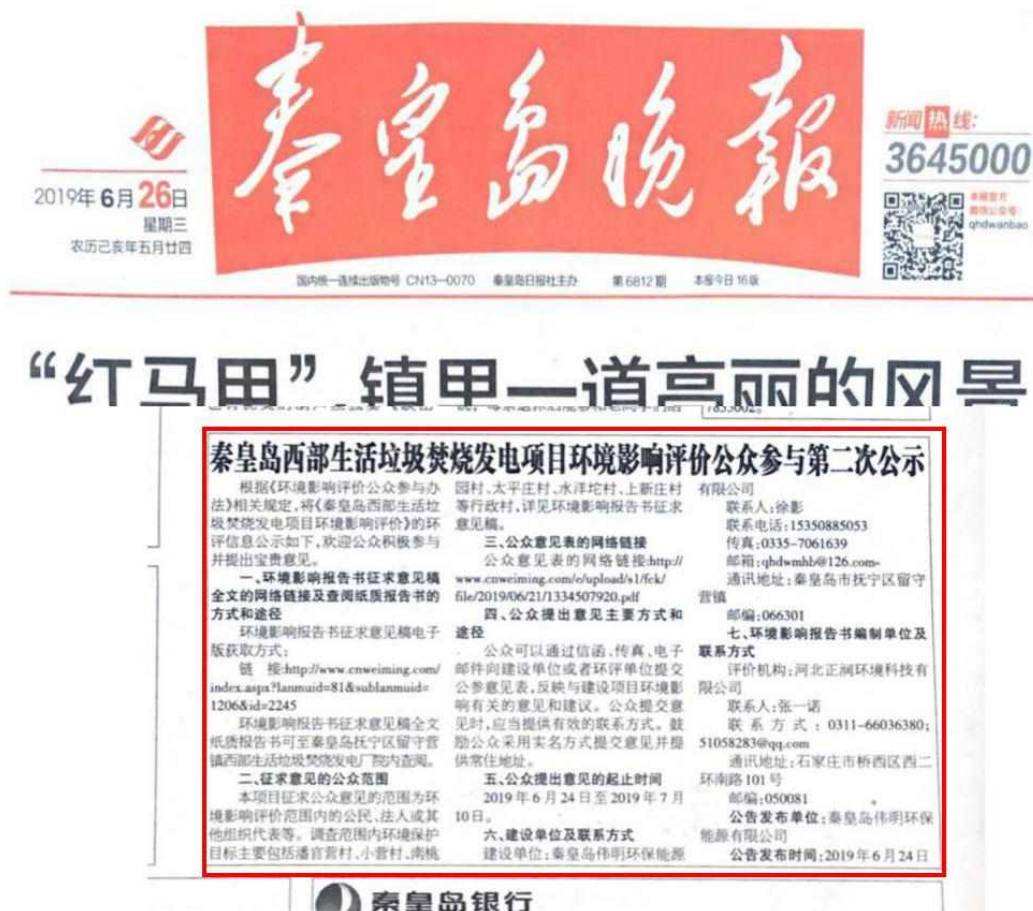 秦皇岛晚报
2019年6月26日
星期三
农历己亥年五月廿四
新闻热线:
3645000
本报官方
微信公众号:
qhdwanbao
国内统一连续出版物号 CN13—0070 秦皇岛日报社主办 第6812期 本报今日16版
秦皇岛西部生活垃圾焚烧发电项目环境影响评价公众参与第二次公示
根据《环境影响评价公众参与办
法》相关规定,将《秦皇岛西部生活垃
圾焚烧发电项目环境影响评价》的环
评信息公示如下,欢迎公众积极参与
并提出宝贵意见。
一、环境影响报告书征求意见稿
全文的网络链接及查阅纸质报告书的
方式和途径
环境影响报告书征求意见稿电子
版获取方式:
链 接:http://www.cnweiming.com/
index.aspx?lanmuid=81&sublanmuid=
1206&id=2245
环境影响报告书征求意见稿全文
纸质报告书可至秦皇岛抚宁区留守营
镇西部生活垃圾焚烧发电厂院内查阅。
二、征求意见的公众范围
本项目征求公众意见的范围为环
境影响评价范围内的公民、法人或其
他组织代表等。调查范围内环境保护
目标主要包括潘官营村、小营村、南桃
园村、太平庄村、水洋坨村、上新庄村
等行政村,详见环境影响报告书征求
意见稿。
三、公众意见表的网络链接
公众意见表的网络链接:http://
www.cnweiming.com/e/upload/s1/fck/
file/2019/06/21/1334507920.pdf
四、公众提出意见主要方式和
途径
公众可以通过信函、传真、电子
邮件向建设单位或者环评单位提交
公参意见表,反映与建设项目环境影
响有关的意见和建议。公众提交意
见时,应当提供有效的联系方式。鼓
励公众采用实名方式提交意见并提
供常住地址。
五、公众提出意见的起止时间
2019年6月24日至2019年7月
10日。
六、建设单位及联系方式
建设单位:秦皇岛伟明环保能源
有限公司
联系人:徐影
联系电话:15350885053
传真:0335-7061639
邮箱:qhdwmhb@126.com-
通讯地址:秦皇岛市抚宁区留守
营镇
邮编:066301
七、环境影响报告书编制单位及
联系方式
评价机构:河北正润环境科技有
限公司
联系人:张一诺
联系方式:0311-66036380;
51058283@qq.com
通讯地址:石家庄市桥西区西二
环南路101号
邮编:050081
公告发布单位:秦皇岛伟明环保
能源有限公司
公告发布时间:2019年6月24日
秦皇岛银行